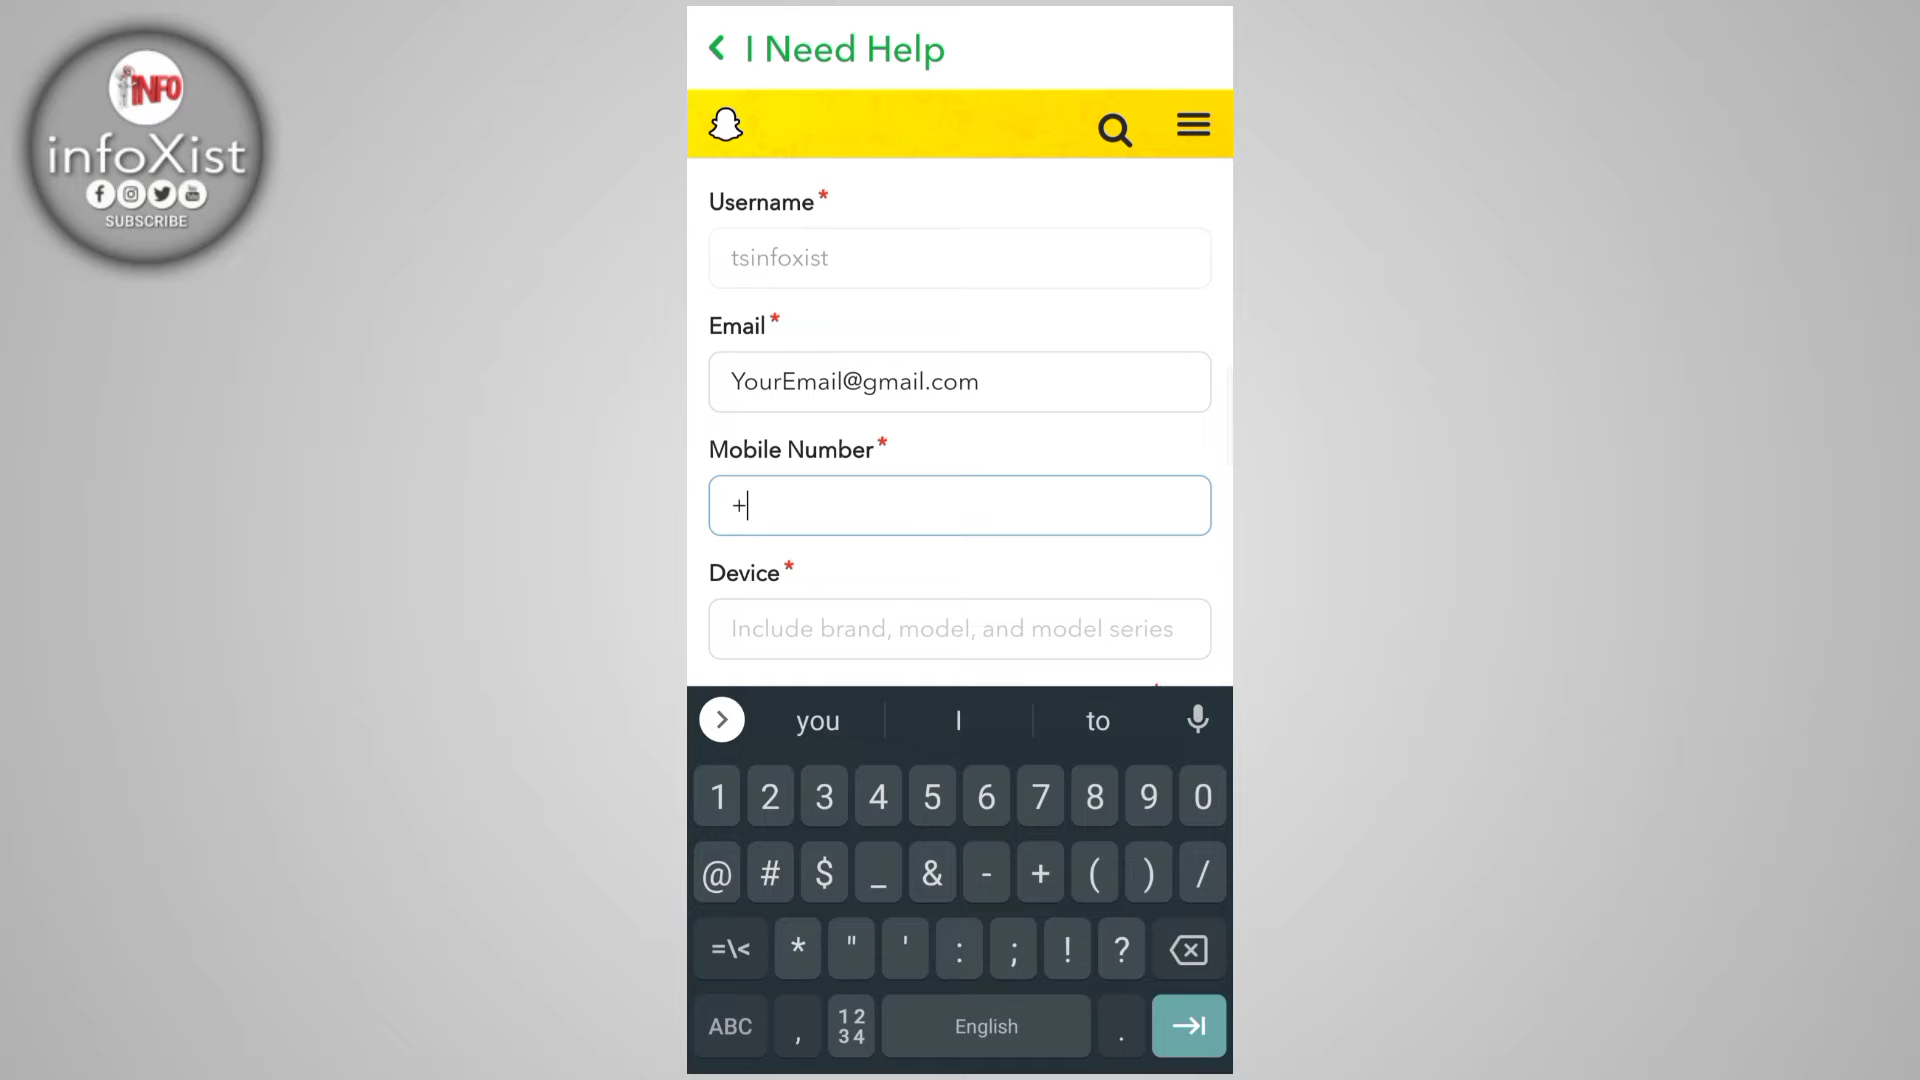 INFO
infoXist
SUBSCRIBE
I Need Help
Username *
tsinfoxist
Email *
YourEmail@gmail.com
Mobile Number *
+
Device *
Include brand, model, and model series
you I to
1 2 3 4 5 6 7 8 9 0
@ # $ _ & - + ( ) /
=\< * " ' : ; ! ?
ABC , 12 34 English .